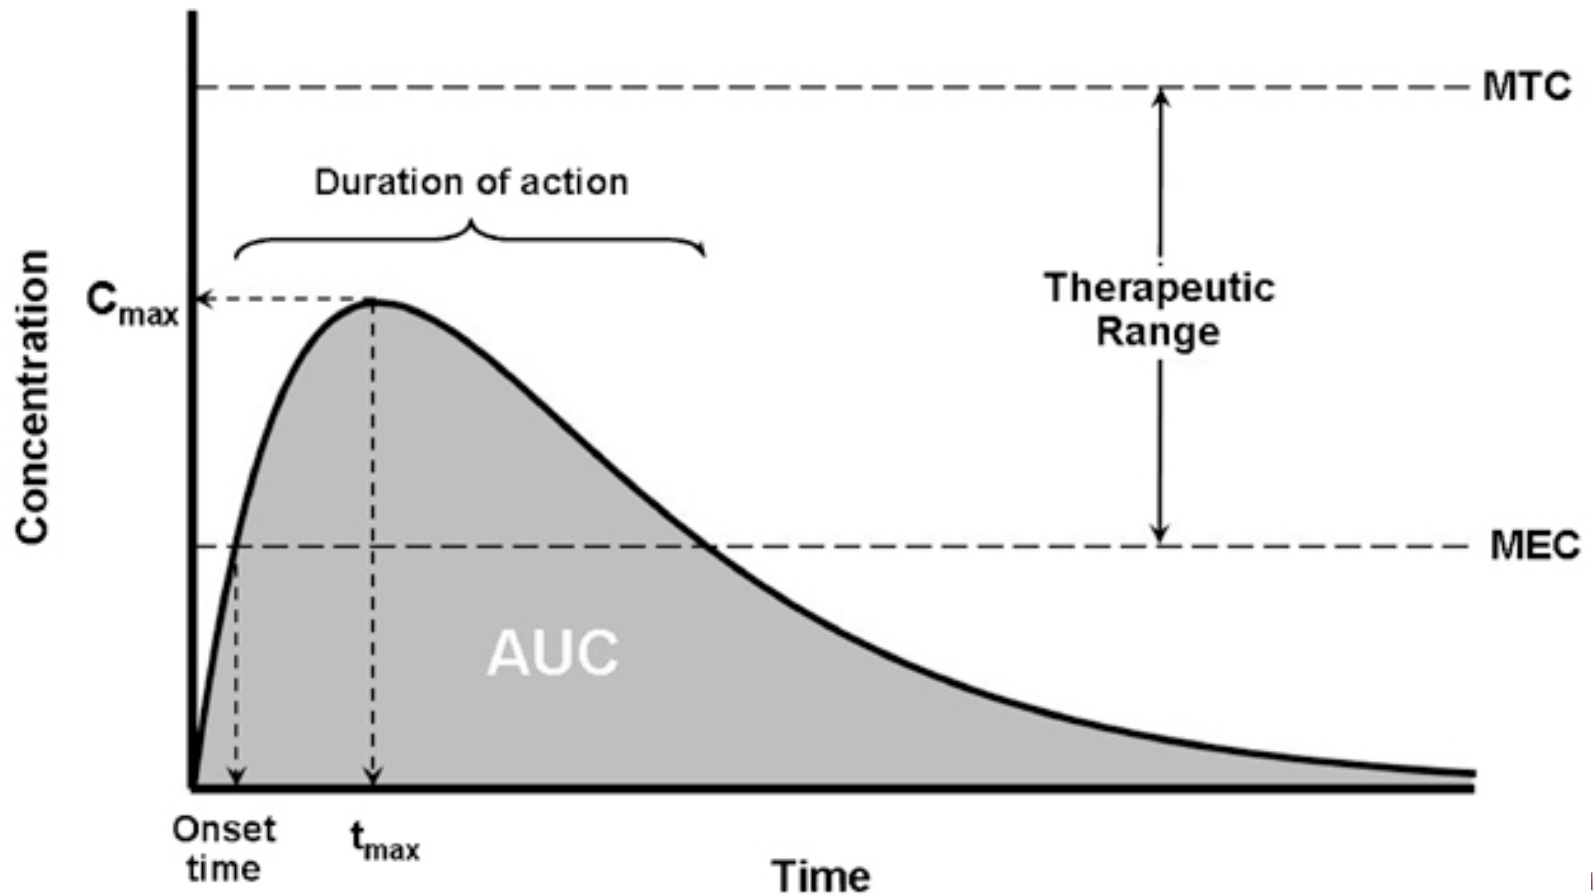 MTC
Duration of action
Concentration
Cmax
Therapeutic
Range
MEC
AUC
Onset
time
tmax
Time